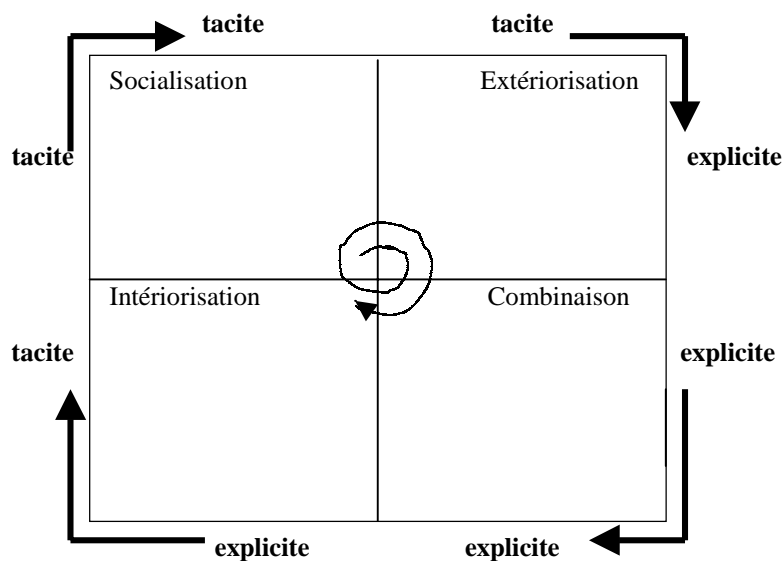 tacite tacite
Socialisation Extériorisation
tacite explicite
Intériorisation Combinaison
tacite explicite
explicite explicite